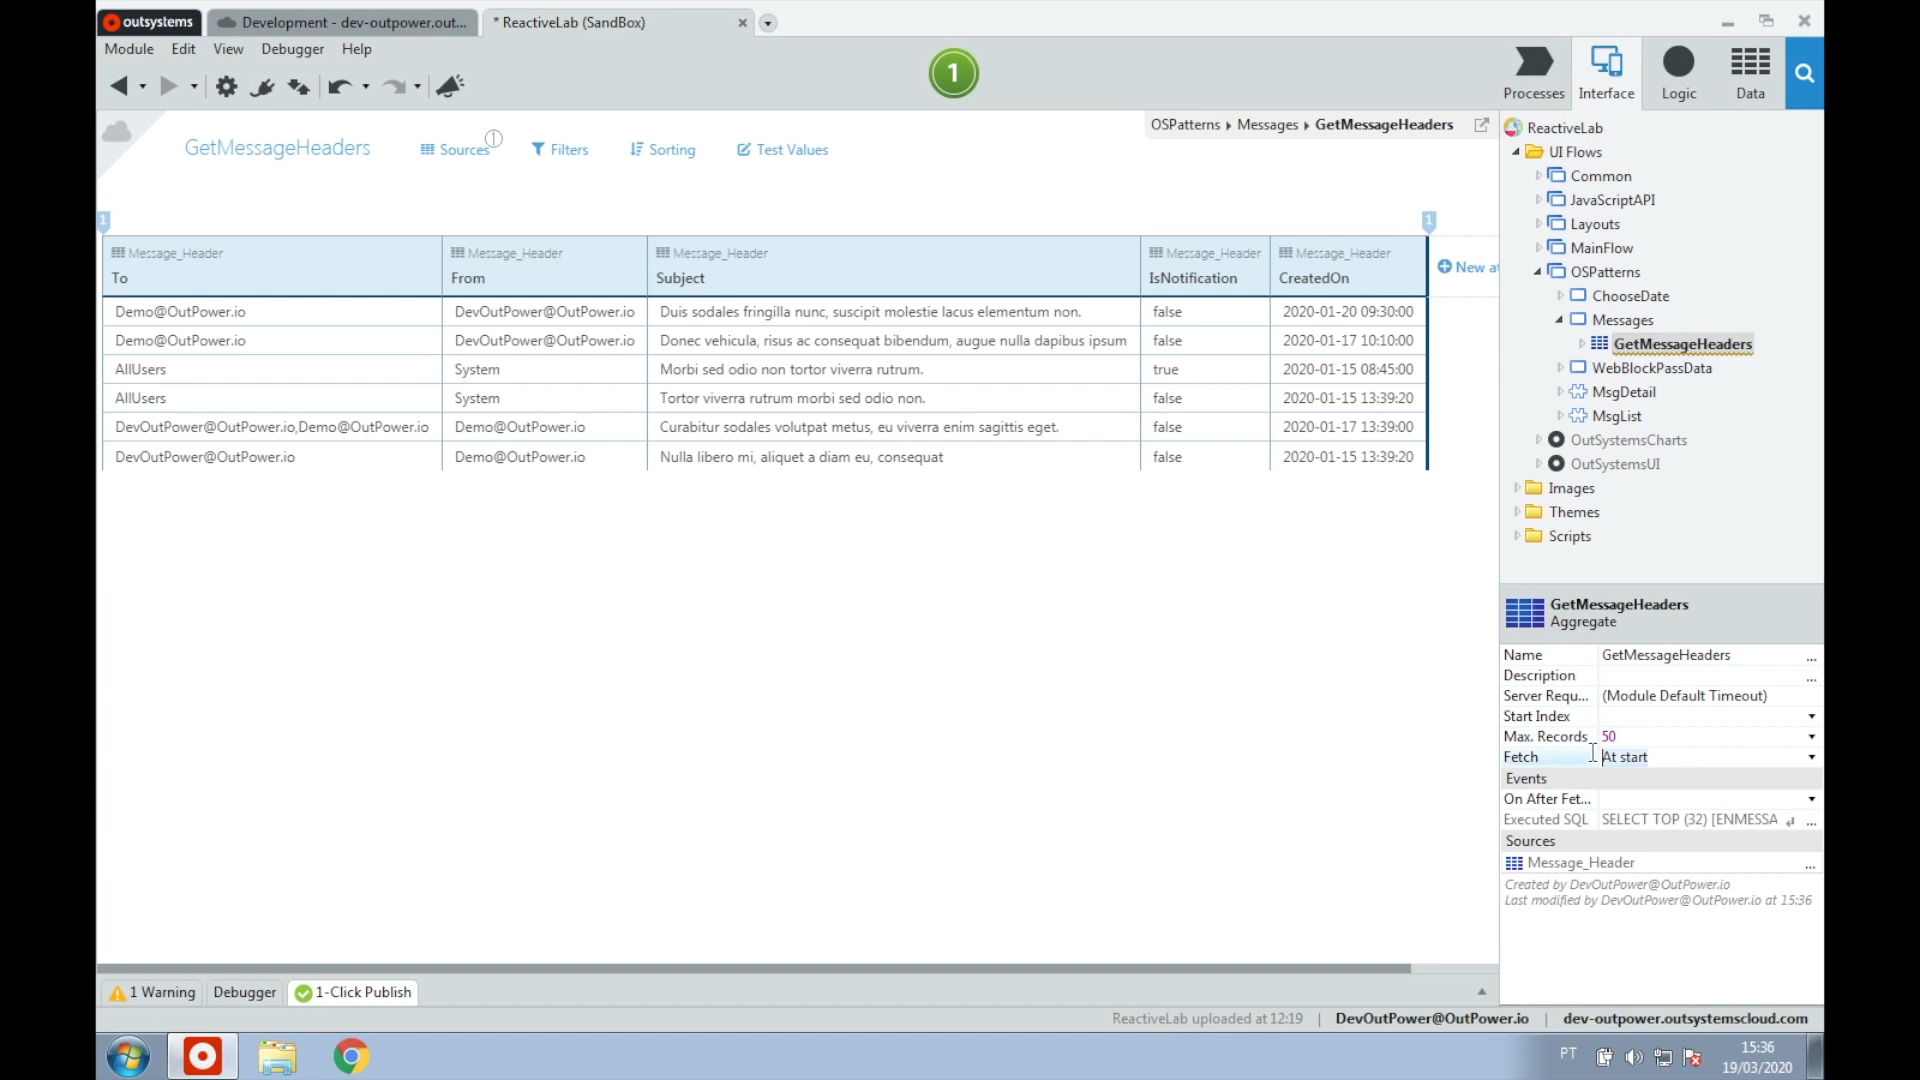 outsystems
Development - dev-outpower.out...
* ReactiveLab (SandBox)
Module Edit View Debugger Help
1
Processes Interface Logic Data
OSPatterns Messages GetMessageHeaders
GetMessageHeaders Sources 1 Filters Sorting Test Values
1 1
Message_Header Message_Header Message_Header Message_Header Message_Header
To From Subject IsNotification CreatedOn
New at
Demo@OutPower.io DevOutPower@OutPower.io Duis sodales fringilla nunc, suscipit molestie lacus elementum non. false 2020-01-20 09:30:00
Demo@OutPower.io DevOutPower@OutPower.io Donec vehicula, risus ac consequat bibendum, augue nulla dapibus ipsum false 2020-01-17 10:10:00
AllUsers System Morbi sed odio non tortor viverra rutrum. true 2020-01-15 08:45:00
AllUsers System Tortor viverra rutrum morbi sed odio non. false 2020-01-15 13:39:20
DevOutPower@OutPower.io,Demo@OutPower.io Demo@OutPower.io Curabitur sodales volutpat metus, eu viverra enim sagittis eget. false 2020-01-17 13:39:00
DevOutPower@OutPower.io Demo@OutPower.io Nulla libero mi, aliquet a diam eu, consequat false 2020-01-15 13:39:20
ReactiveLab
UI Flows
Common
JavaScriptAPI
Layouts
MainFlow
OSPatterns
ChooseDate
Messages
GetMessageHeaders
WebBlockPassData
MsgDetail
MsgList
OutSystemsCharts
OutSystemsUI
Images
Themes
Scripts
GetMessageHeaders
Aggregate
Name GetMessageHeaders ...
Description ...
Server Requ... (Module Default Timeout)
Start Index
Max. Records 50
Fetch At start
Events
On After Fet...
Executed SQL SELECT TOP (32) [ENMESSA ...
Sources
Message_Header ...
Created by DevOutPower@OutPower.io
Last modified by DevOutPower@OutPower.io at 15:36
1 Warning Debugger 1-Click Publish
ReactiveLab uploaded at 12:19 | DevOutPower@OutPower.io | dev-outpower.outsystemscloud.com
PT 15:36
19/03/2020